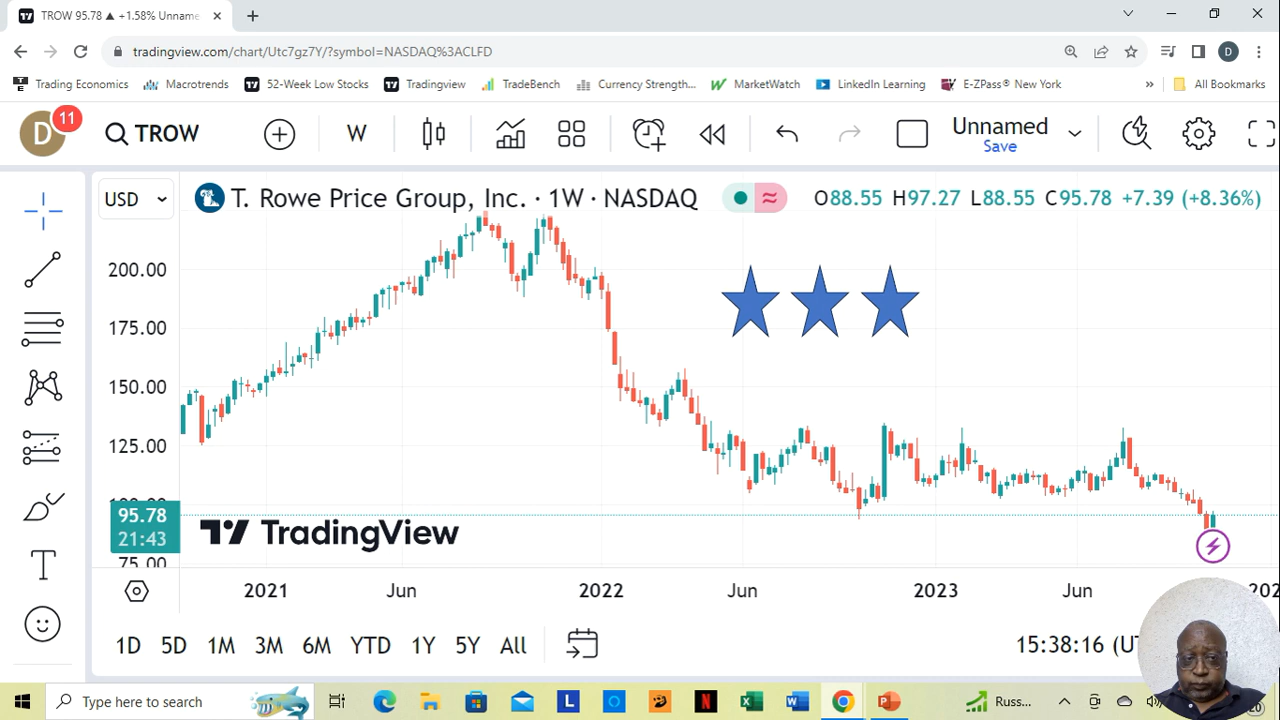 TROW 95.78 ▲ +1.58% Unname
tradingview.com/chart/Utc7gz7Y/?symbol=NASDAQ%3ACLFD
D
Trading Economics
Macrotrends
52-Week Low Stocks
Tradingview
TradeBench
Currency Strength...
MarketWatch
LinkedIn Learning
E-ZPass® New York
»
All Bookmarks
D
11
TROW
W
Unnamed
Save
USD
T. Rowe Price Group, Inc. · 1W · NASDAQ
O88.55 H97.27 L88.55 C95.78 +7.39 (+8.36%)
200.00
175.00
150.00
125.00
100.00
95.78
21:43
75.00
TradingView
2021 Jun 2022 Jun 2023 Jun
1D 5D 1M 3M 6M YTD 1Y 5Y All
15:38:16 (UT
Type here to search
Russ...